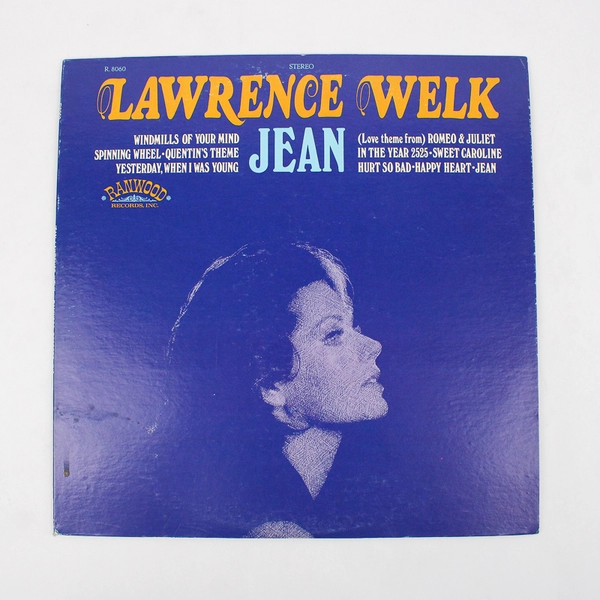 R. 8060
STEREO
LAWRENCE WELK
WINDMILLS OF YOUR MIND
SPINNING WHEEL•QUENTIN'S THEME
YESTERDAY, WHEN I WAS YOUNG
JEAN
(Love theme from) ROMEO & JULIET
IN THE YEAR 2525•SWEET CAROLINE
HURT SO BAD•HAPPY HEART•JEAN
RANWOOD
RECORDS, INC.